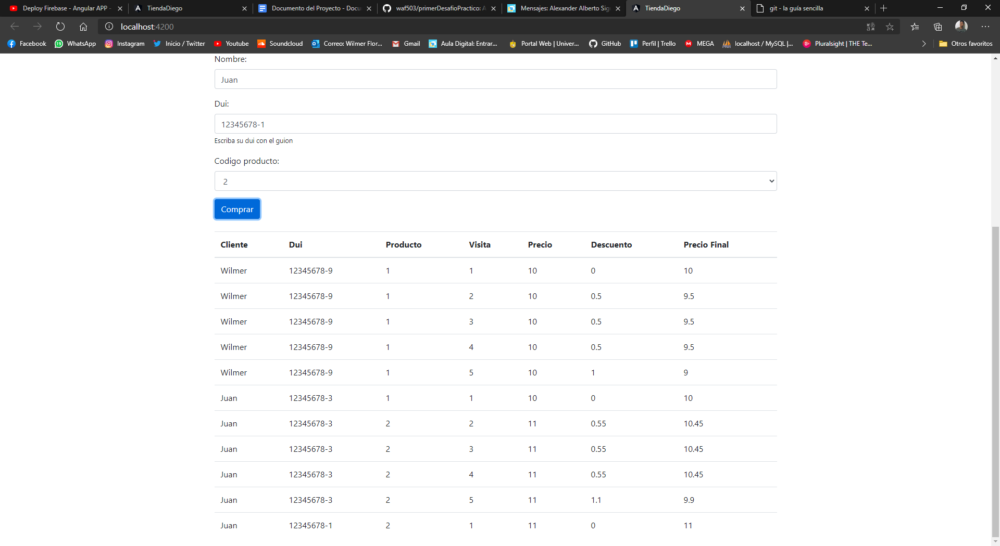 Deploy Firebase - Angular APP -
TiendaDiego
Documento del Proyecto - Docu
waf503/primerDesafioPractico: A
Mensajes: Alexander Alberto Sig
TiendaDiego
git - la guía sencilla
localhost:4200
Facebook
19 WhatsApp
Instagram
Inicio / Twitter
Youtube
Soundcloud
Correo: Wilmer Flor...
Gmail
Aula Digital: Entrar...
Portal Web | Univer...
GitHub
Perfil | Trello
MEGA
localhost / MySQL |...
Pluralsight | THE Te...
Otros favoritos
Nombre:
Juan
Dui:
12345678-1
Escriba su dui con el guion
Codigo producto:
2
Comprar
Cliente Dui Producto Visita Precio Descuento Precio Final
Wilmer 12345678-9 1 1 10 0 10
Wilmer 12345678-9 1 2 10 0.5 9.5
Wilmer 12345678-9 1 3 10 0.5 9.5
Wilmer 12345678-9 1 4 10 0.5 9.5
Wilmer 12345678-9 1 5 10 1 9
Juan 12345678-3 1 1 10 0 10
Juan 12345678-3 2 2 11 0.55 10.45
Juan 12345678-3 2 3 11 0.55 10.45
Juan 12345678-3 2 4 11 0.55 10.45
Juan 12345678-3 2 5 11 1.1 9.9
Juan 12345678-1 2 1 11 0 11